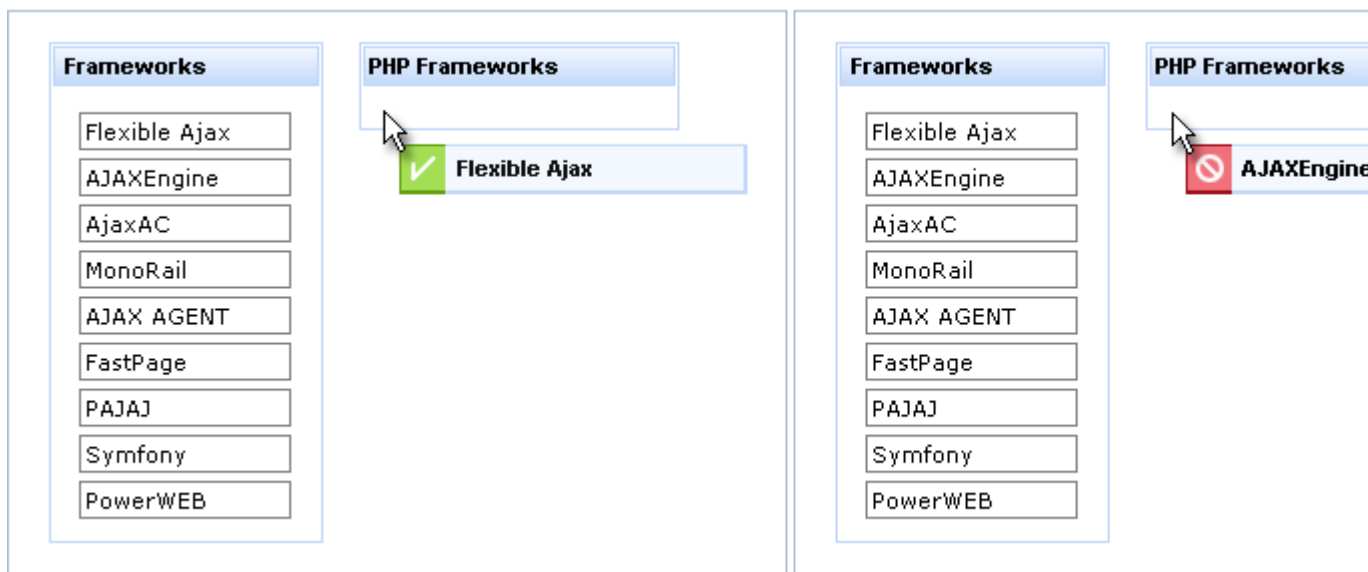 Frameworks
Flexible Ajax
AJAXEngine
AjaxAC
MonoRail
AJAX AGENT
FastPage
PAJAJ
Symfony
PowerWEB
PHP Frameworks
Flexible Ajax
Frameworks
Flexible Ajax
AJAXEngine
AjaxAC
MonoRail
AJAX AGENT
FastPage
PAJAJ
Symfony
PowerWEB
PHP Frameworks
AJAXEngine